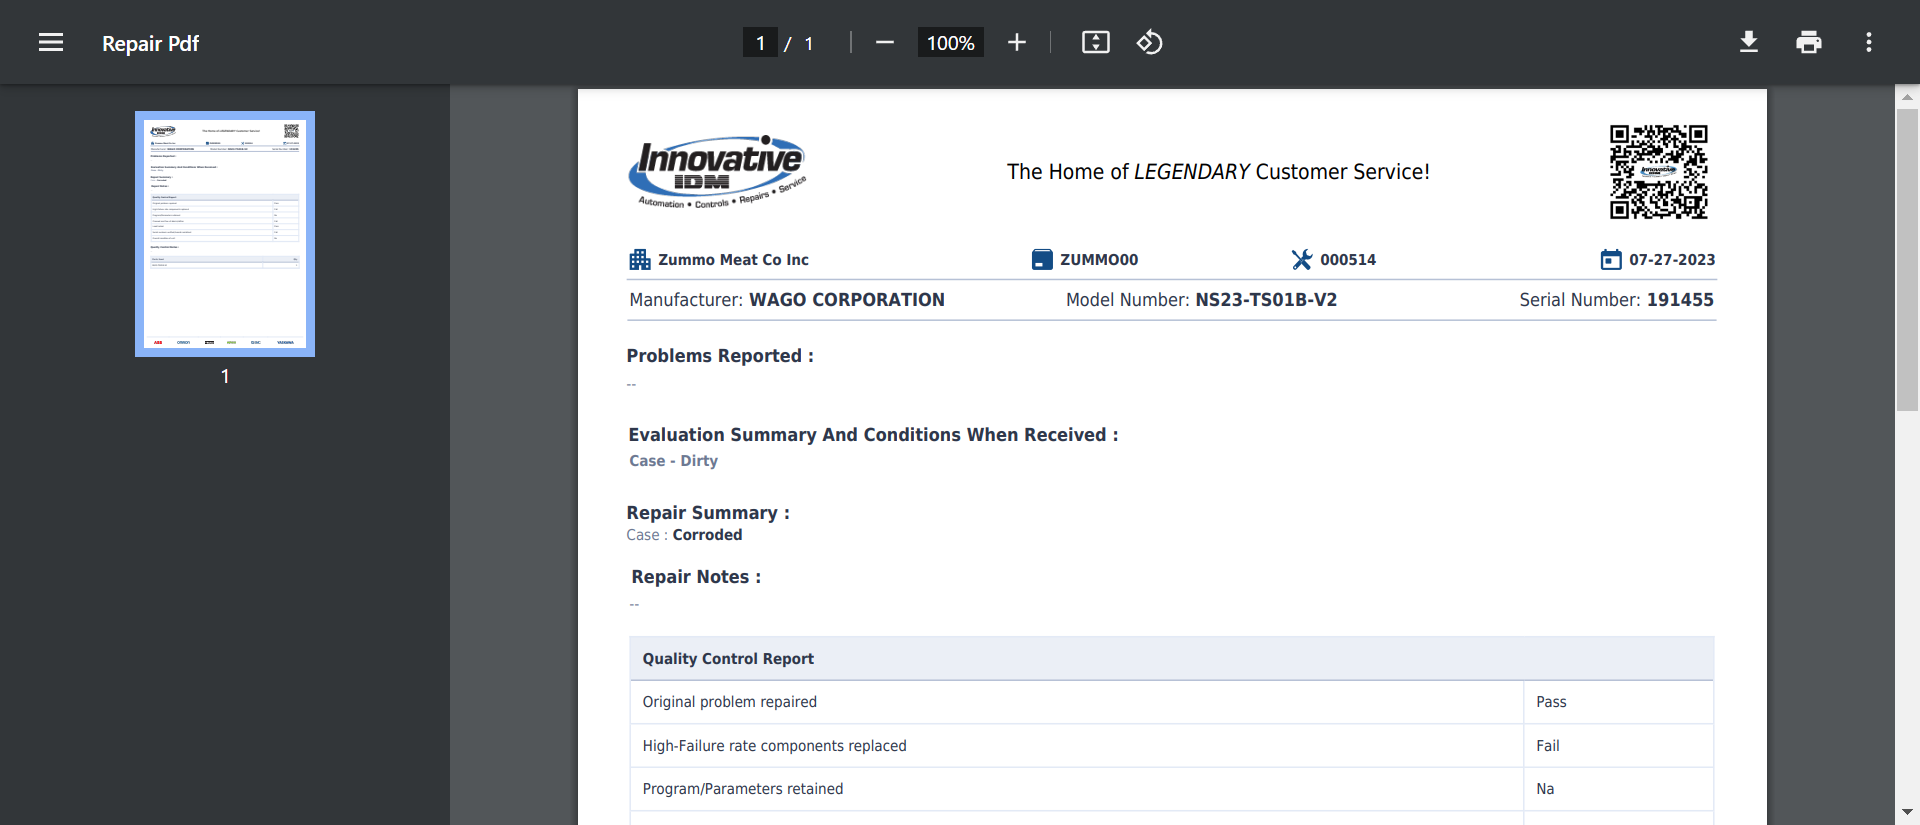 Repair Pdf
1 / 1
100%
Innovative
IDM
Automation • Controls • Repairs • Service
The Home of LEGENDARY Customer Service!
Innovative
Zummo Meat Co Inc
ZUMMO00
000514
07-27-2023
Manufacturer: WAGO CORPORATION
Model Number: NS23-TS01B-V2
Serial Number: 191455
Problems Reported :
--
Evaluation Summary And Conditions When Received :
Case - Dirty
Repair Summary :
Case : Corroded
Repair Notes :
--
Quality Control Report
Original problem repaired
Pass
High-Failure rate components replaced
Fail
Program/Parameters retained
Na
1